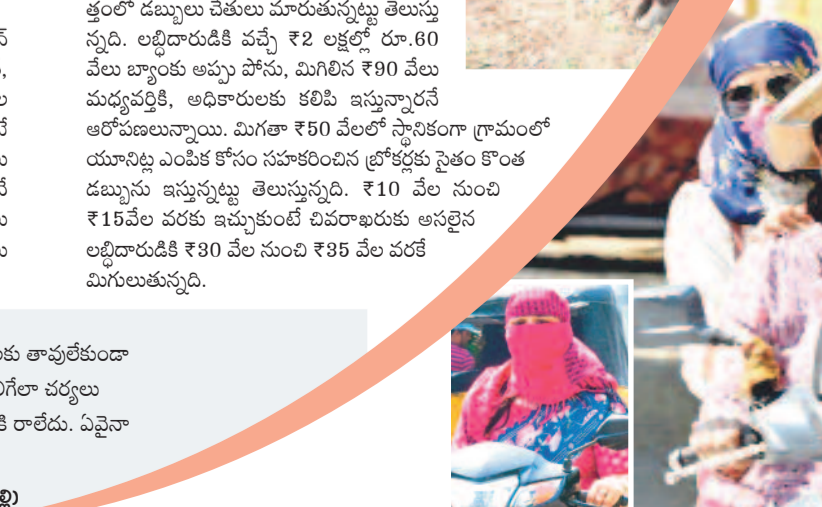 త్తంలో డబ్బులు చేతులు మారుతున్నట్టు తెలుస్తు
న్నది. లబ్ధిదారుడికి వచ్చే ₹2 లక్షల్లో రూ.60
వేలు బ్యాంకు అప్పు పోను, మిగిలిన ₹90 వేలు
మధ్యవర్తికి, అధికారులకు కలిపి ఇస్తున్నారనే
ఆరోపణలున్నాయి. మిగతా ₹50 వేలలో స్థానికంగా గ్రామంలో
యూనిట్ల ఎంపిక కోసం సహకరించిన బ్రోకర్లకు సైతం కొంత
డబ్బును ఇస్తున్నట్టు తెలుస్తున్నది. ₹10 వేల నుంచి
₹15వేల వరకు ఇచ్చుకుంటే చివరాఖరుకు అసలైన
లబ్ధిదారుడికి ₹30 వేల నుంచి ₹35 వేల వరకే
మిగులుతున్నది.
కు తావులేకుండా
గేలా చర్యలు
కి రాలేదు. ఏవైనా